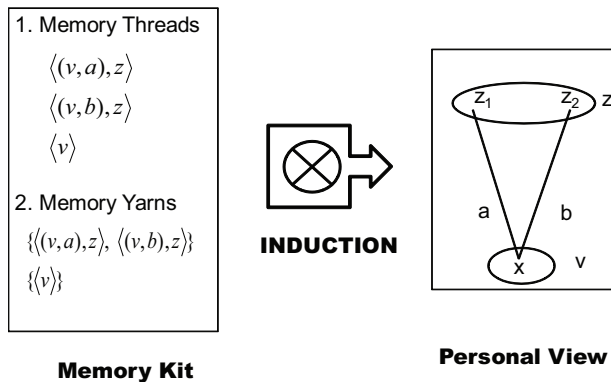 1. Memory Threads
⟨(v,a),z⟩
⟨(v,b),z⟩
⟨v⟩
2. Memory Yarns
{⟨(v,a),z⟩, ⟨(v,b),z⟩}
{⟨v⟩}
Memory Kit
INDUCTION
z₁ z₂ z
a b
x v
Personal View